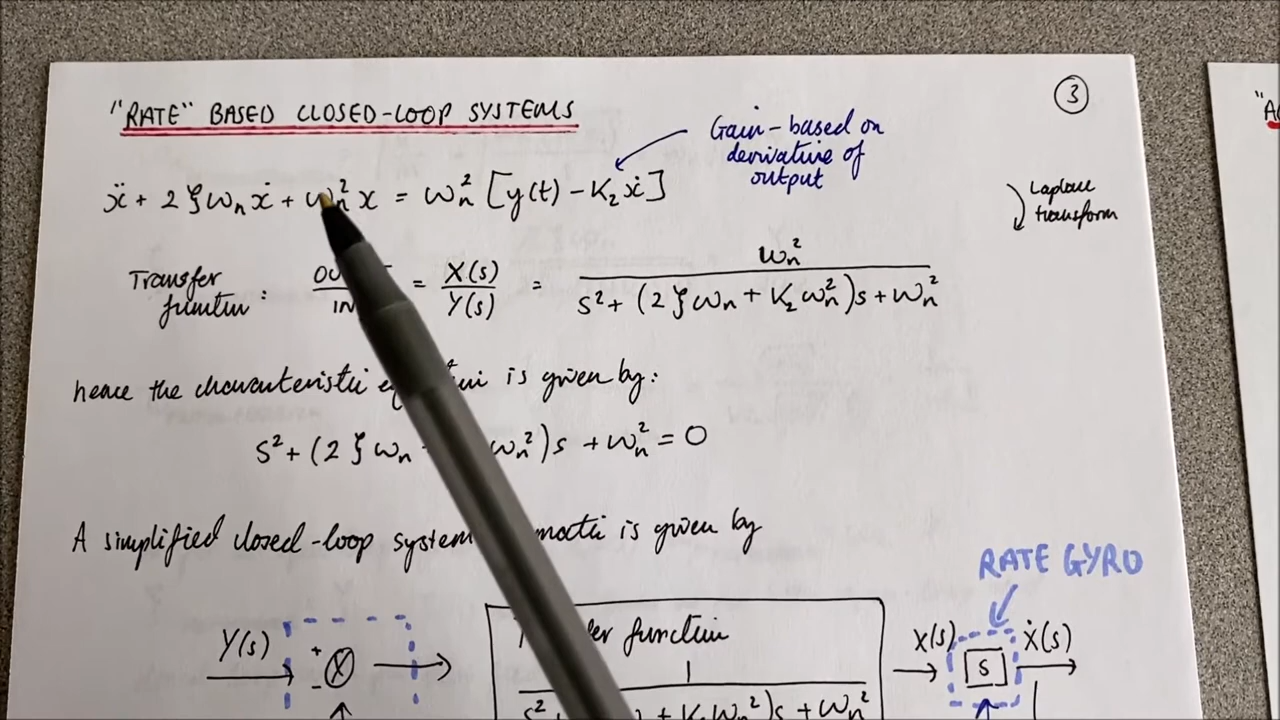 3
"RATE" BASED CLOSED-LOOP SYSTEMS
Gain-based on
derivative of
output
ẍ + 2ζωₙẋ + ωₙ²x = ωₙ²[y(t) - K₂ẋ]
Laplace
transform
Transfer
function : = X(s)/Y(s) = ωₙ²/(s² + (2ζωₙ + K₂ωₙ²)s + ωₙ²)
hence the characteristic is given by:
s² + (2ζωₙ ωₙ²)s + ωₙ² = 0
A simplified closed-loop system is given by
RATE GYRO
Y(s)
+
-
X
function
1
s² + K₂ωₙ²)s + ωₙ²
X(s)
S
Ẋ(s)